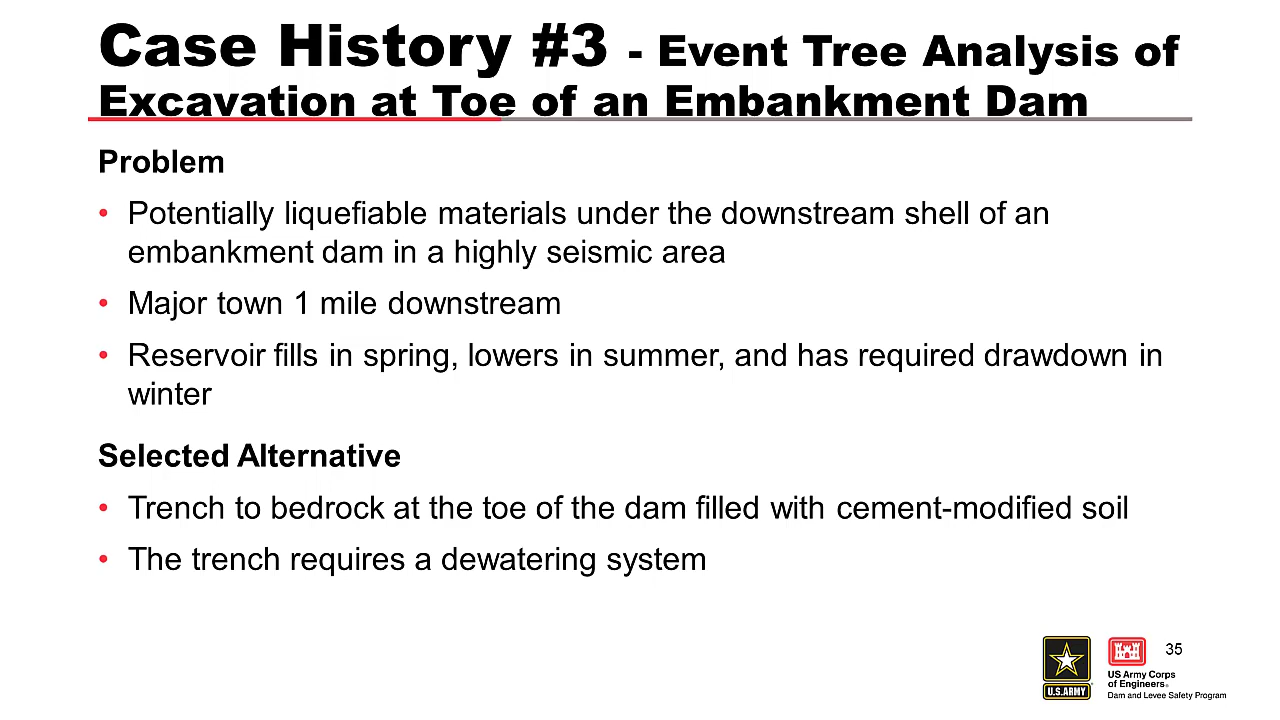 Case History #3 - Event Tree Analysis of
Excavation at Toe of an Embankment Dam
Problem
• Potentially liquefiable materials under the downstream shell of an
embankment dam in a highly seismic area
• Major town 1 mile downstream
• Reservoir fills in spring, lowers in summer, and has required drawdown in
winter
Selected Alternative
• Trench to bedrock at the toe of the dam filled with cement-modified soil
• The trench requires a dewatering system
U.S.ARMY
US Army Corps
of Engineers®
Dam and Levee Safety Program
35